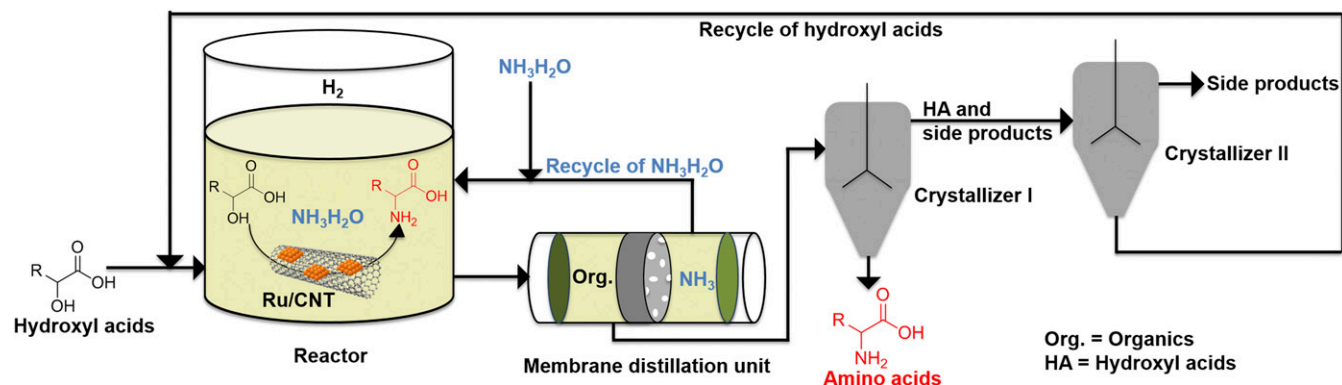 Recycle of hydroxyl acids
H₂
NH₃H₂O
Side products
HA and
side products
Crystallizer II
Recycle of NH₃H₂O
Crystallizer I
R
O
OH
OH
NH₃H₂O
R
O
OH
NH₂
Ru/CNT
R
O
OH
OH
Hydroxyl acids
Org.
NH₃
Reactor
Membrane distillation unit
R
O
OH
NH₂
Amino acids
Org. = Organics
HA = Hydroxyl acids